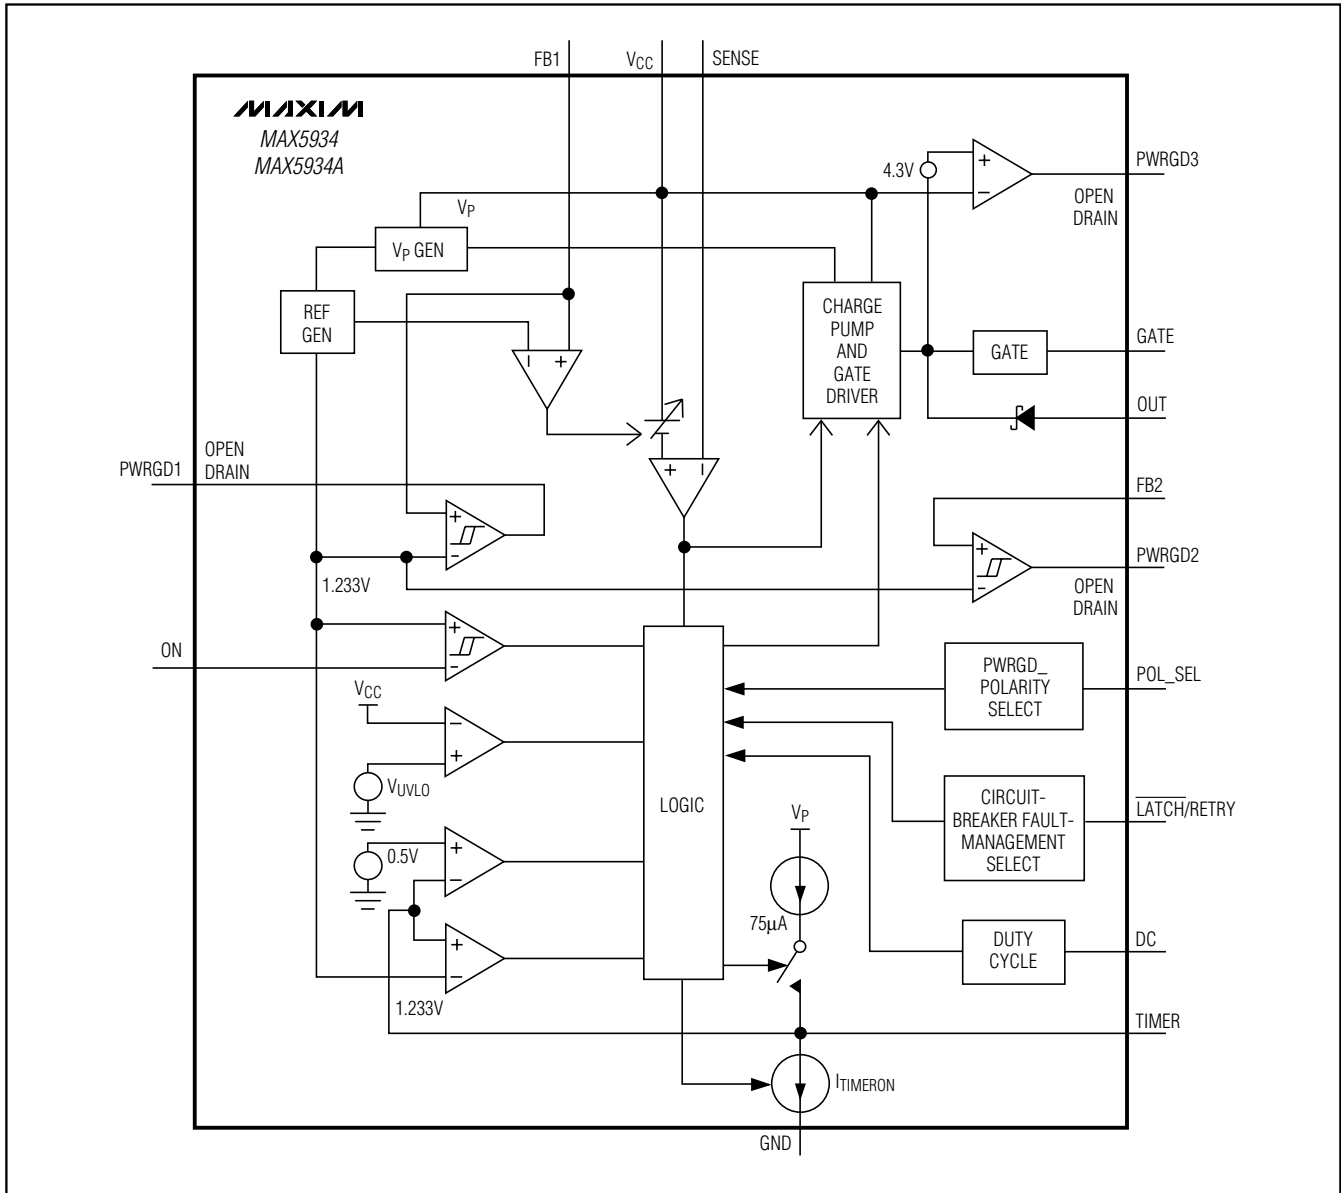 FB1
VCC
SENSE
MAXIM
MAX5934
MAX5934A
4.3V
+
−
PWRGD3
OPEN
DRAIN
VP
VP GEN
REF
GEN
− +
CHARGE
PUMP
AND
GATE
DRIVER
GATE
GATE
OUT
PWRGD1
OPEN
DRAIN
+ −
FB2
+
-
1.233V
+
-
PWRGD2
OPEN
DRAIN
ON
+
-
LOGIC
PWRGD_
POLARITY
SELECT
POL_SEL
VCC
−
+
VUVLO
CIRCUIT-
BREAKER FAULT-
MANAGEMENT
SELECT
LATCH/RETRY
0.5V
+
−
VP
75μA
+
−
1.233V
DUTY
CYCLE
DC
TIMER
ITIMERON
GND